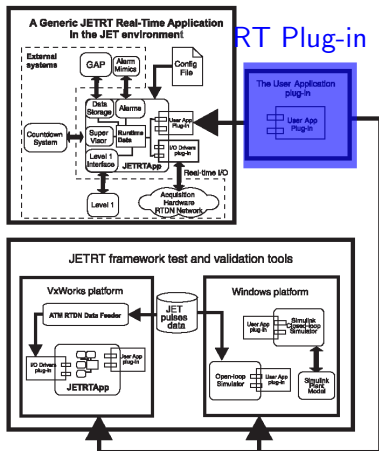 A Generic JETRT Real-Time Application
in the JET environment
RT Plug-in
External
systems
GAP
Alarm
Mimics
Config
File
Data
Storage
Alarms
Countdown
System
Super
Visor
Runtime
Data
User App
Plug-in
Level 1
Interface
I/O Drivers
plug-in
JETRTApp
Real-time I/O
Level 1
Acquisition
Hardware
RTDN Network
The User Application
plug-in
User App
Plug-in
JETRT framework test and validation tools
VxWorks platform
ATM RTDN Data Feeder
I/O Drivers
plug-in
User App
plug-in
JETRTApp
JET
pulses
data
Windows platform
User App
plug-in
Simulink
Closed-loop
Simulator
Open-loop
Simulator
User App
plug-in
Simulink
Plant
Model